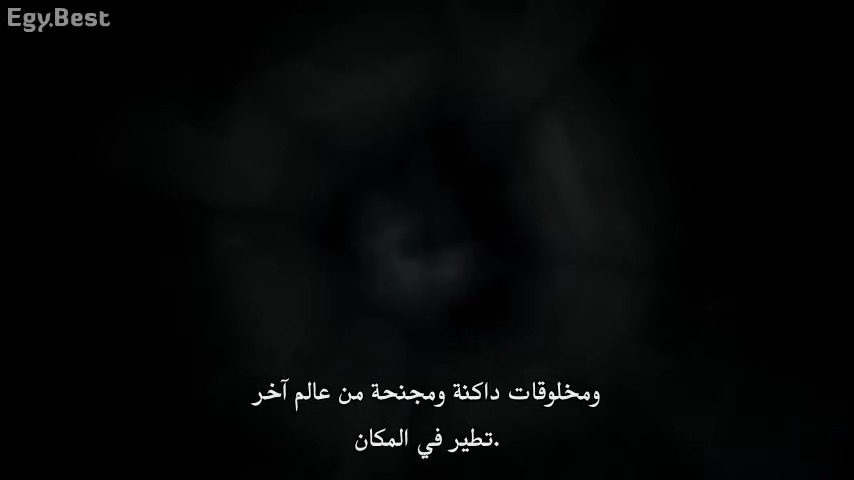 Egy.Best
ومخلوقات داكنة ومجنحة من عالم آخر
.تطير في المكان